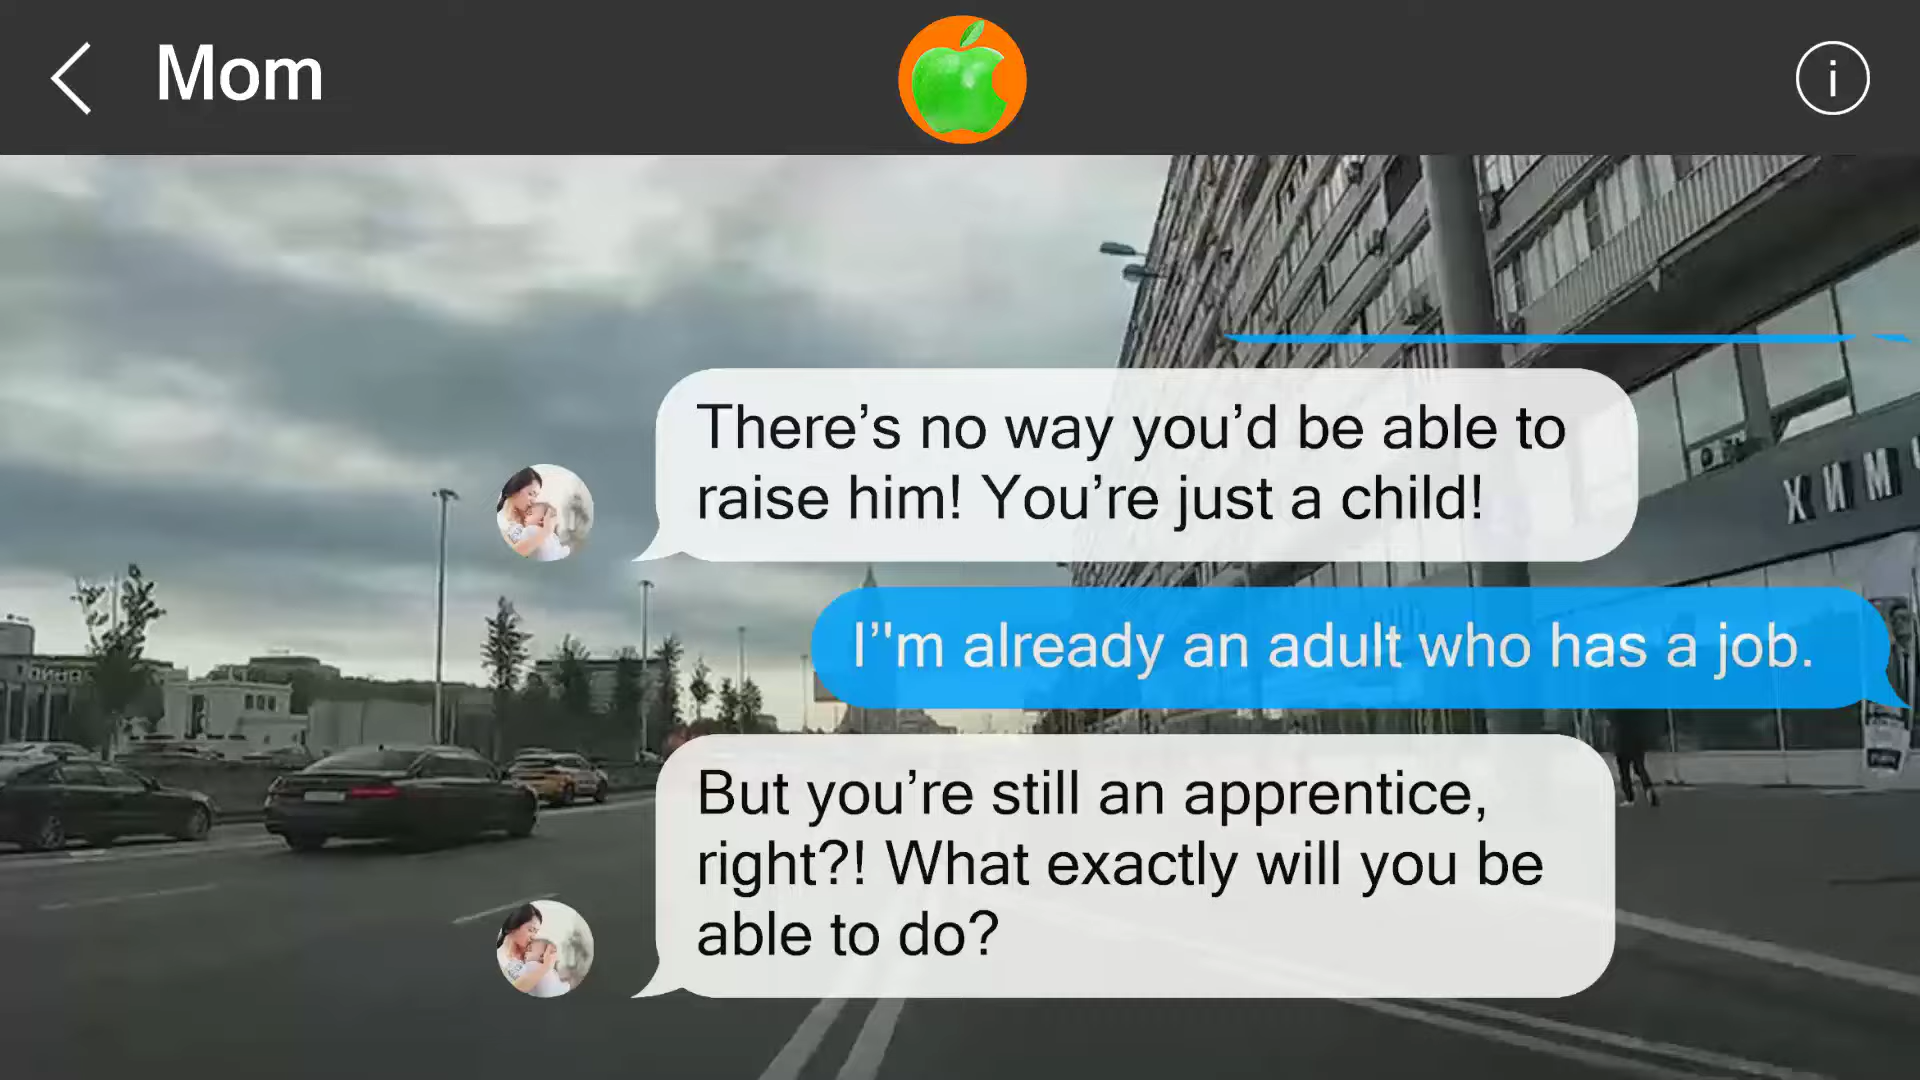 Mom
i
There’s no way you’d be able to
raise him! You’re just a child!
ХИМЧ
I’"m already an adult who has a job.
But you’re still an apprentice,
right?! What exactly will you be
able to do?